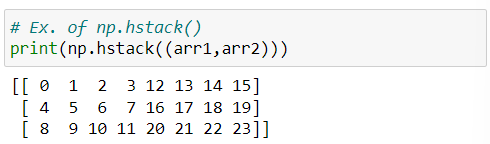 # Ex. of np.hstack()
print(np.hstack((arr1,arr2)))
[[ 0  1  2  3 12 13 14 15]
 [ 4  5  6  7 16 17 18 19]
 [ 8  9 10 11 20 21 22 23]]